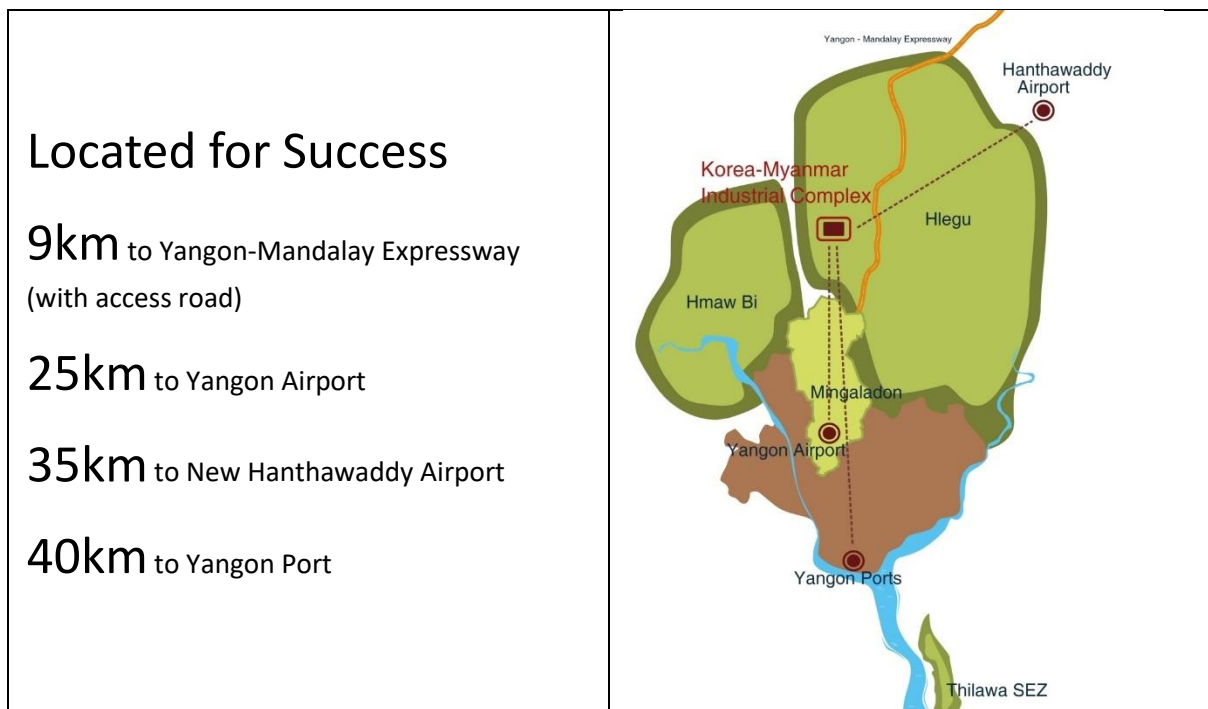 Located for Success
9km to Yangon-Mandalay Expressway
(with access road)
25km to Yangon Airport
35km to New Hanthawaddy Airport
40km to Yangon Port
Yangon - Mandalay Expressway
Hanthawaddy
Airport
Korea-Myanmar
Industrial Complex
Hlegu
Hmaw Bi
Mingaladon
Yangon Airport
Yangon Ports
Thilawa SEZ